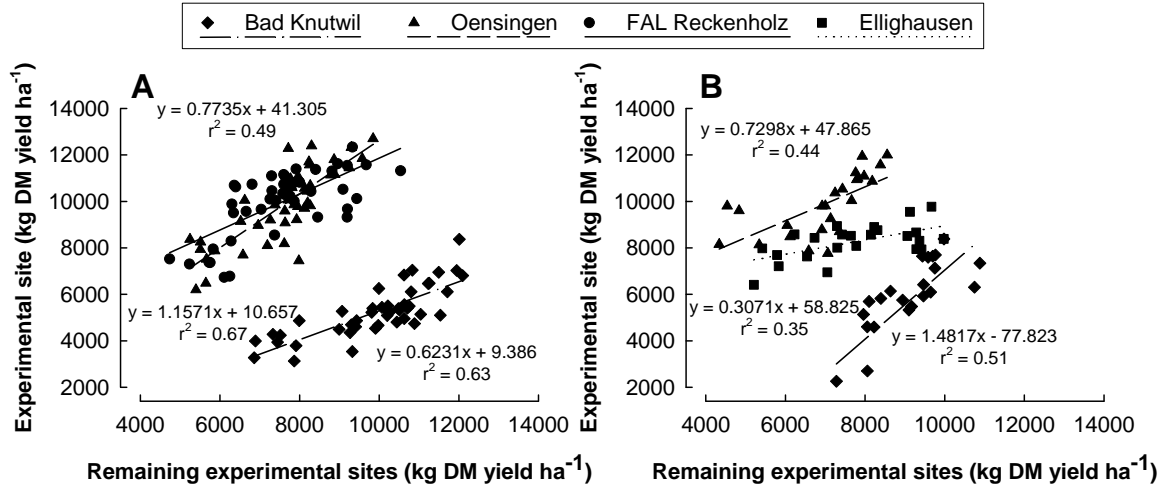 Bad Knutwil Oensingen FAL Reckenholz Ellighausen
A
y = 0.7735x + 41.305
r² = 0.49
y = 1.1571x + 10.657
r² = 0.67
y = 0.6231x + 9.386
r² = 0.63
Experimental site (kg DM yield ha⁻¹)
14000
12000
10000
8000
6000
4000
2000
4000 6000 8000 10000 12000 14000
Remaining experimental sites (kg DM yield ha⁻¹)
B
y = 0.7298x + 47.865
r² = 0.44
y = 0.3071x + 58.825
r² = 0.35
y = 1.4817x - 77.823
r² = 0.51
Experimental site (kg DM yield ha⁻¹)
14000
12000
10000
8000
6000
4000
2000
4000 6000 8000 10000 12000 14000
Remaining experimental sites (kg DM yield ha⁻¹)